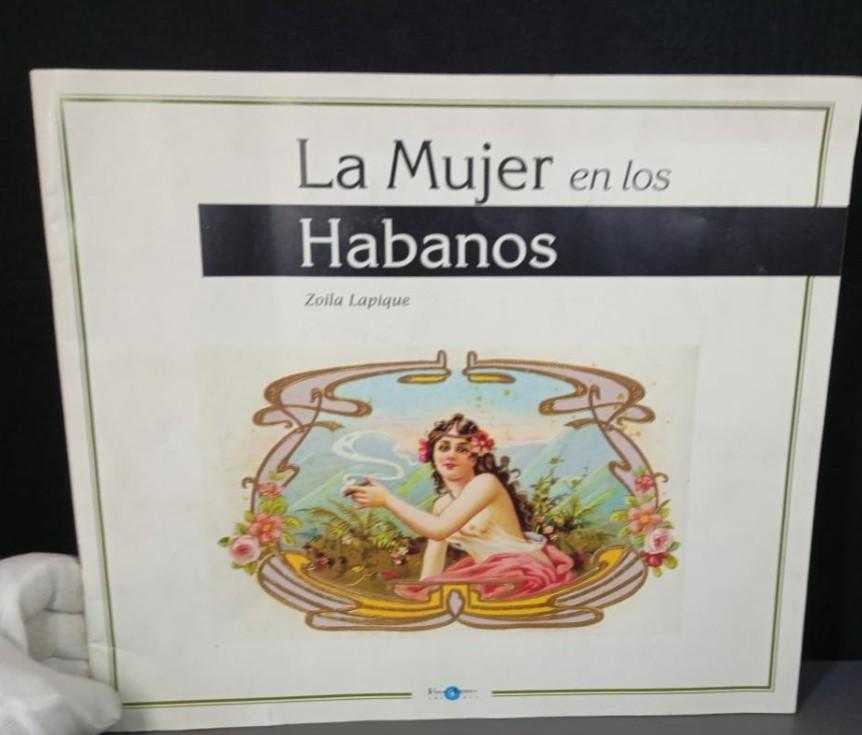 La Mujer en los
Habanos
Zoila Lapique